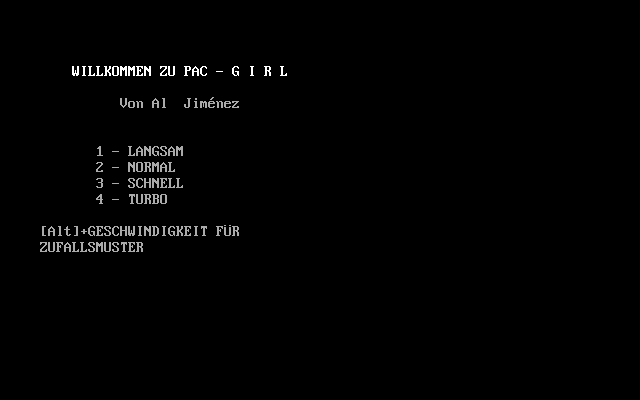 WILLKOMMEN ZU PAC - G I R L
Von Al  Jiménez
1 - LANGSAM
2 - NORMAL
3 - SCHNELL
4 - TURBO
[Alt]+GESCHWINDIGKEIT FÜR
ZUFALLSMUSTER